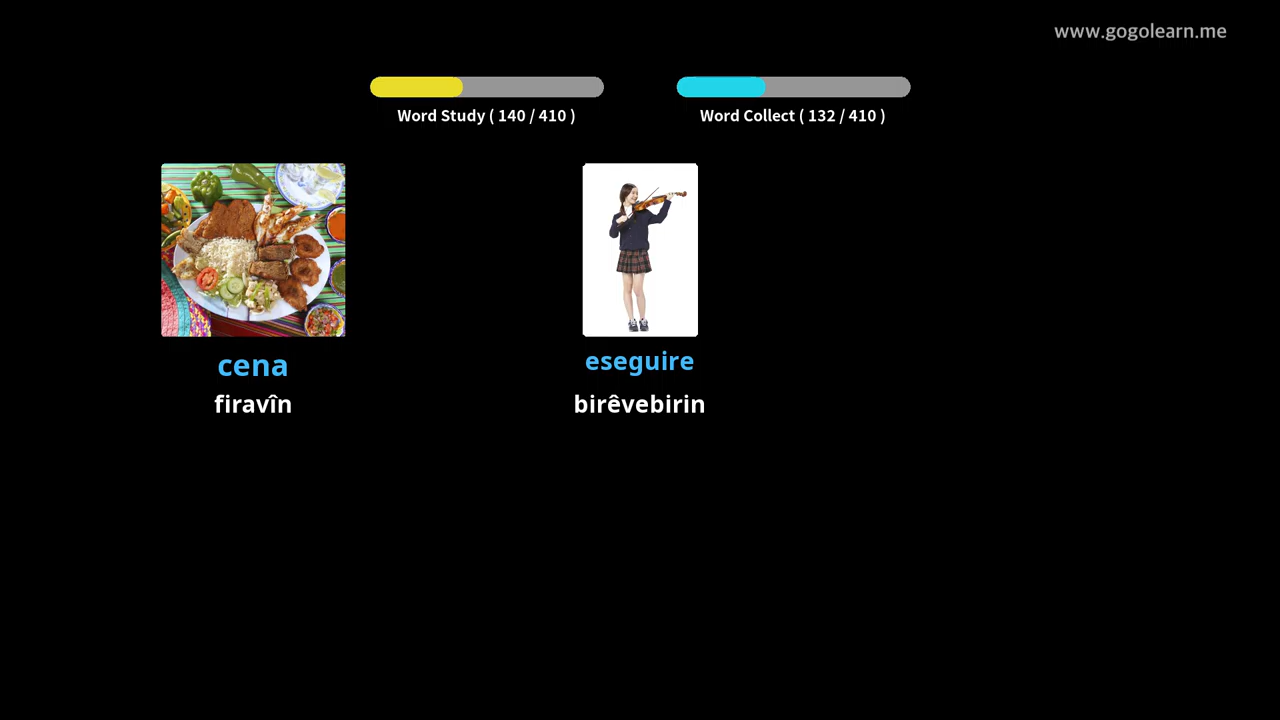 www.gogolearn.me
Word Study ( 140 / 410 )
Word Collect ( 132 / 410 )
cena
firavîn
eseguire
birêvebirin